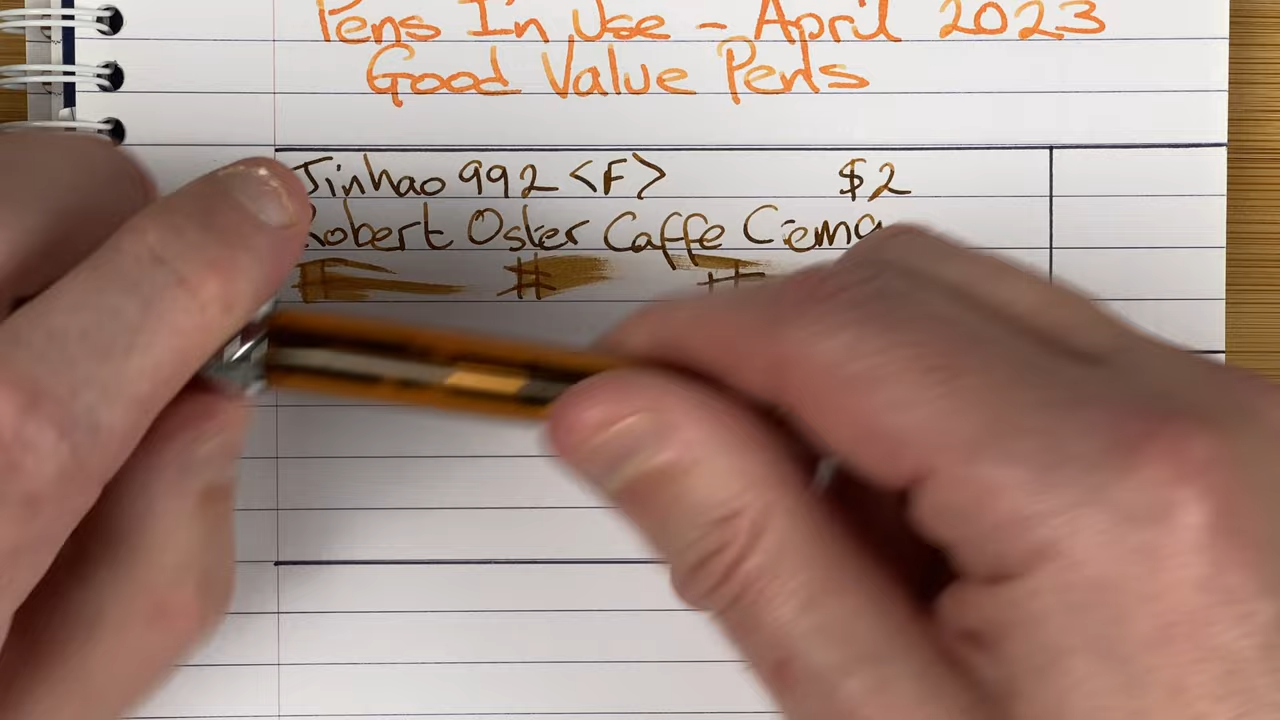 Pens In Use - April 2023
Good Value Pens
Jinhao 992 <F> $2
Robert Oster Caffe Crema
# #